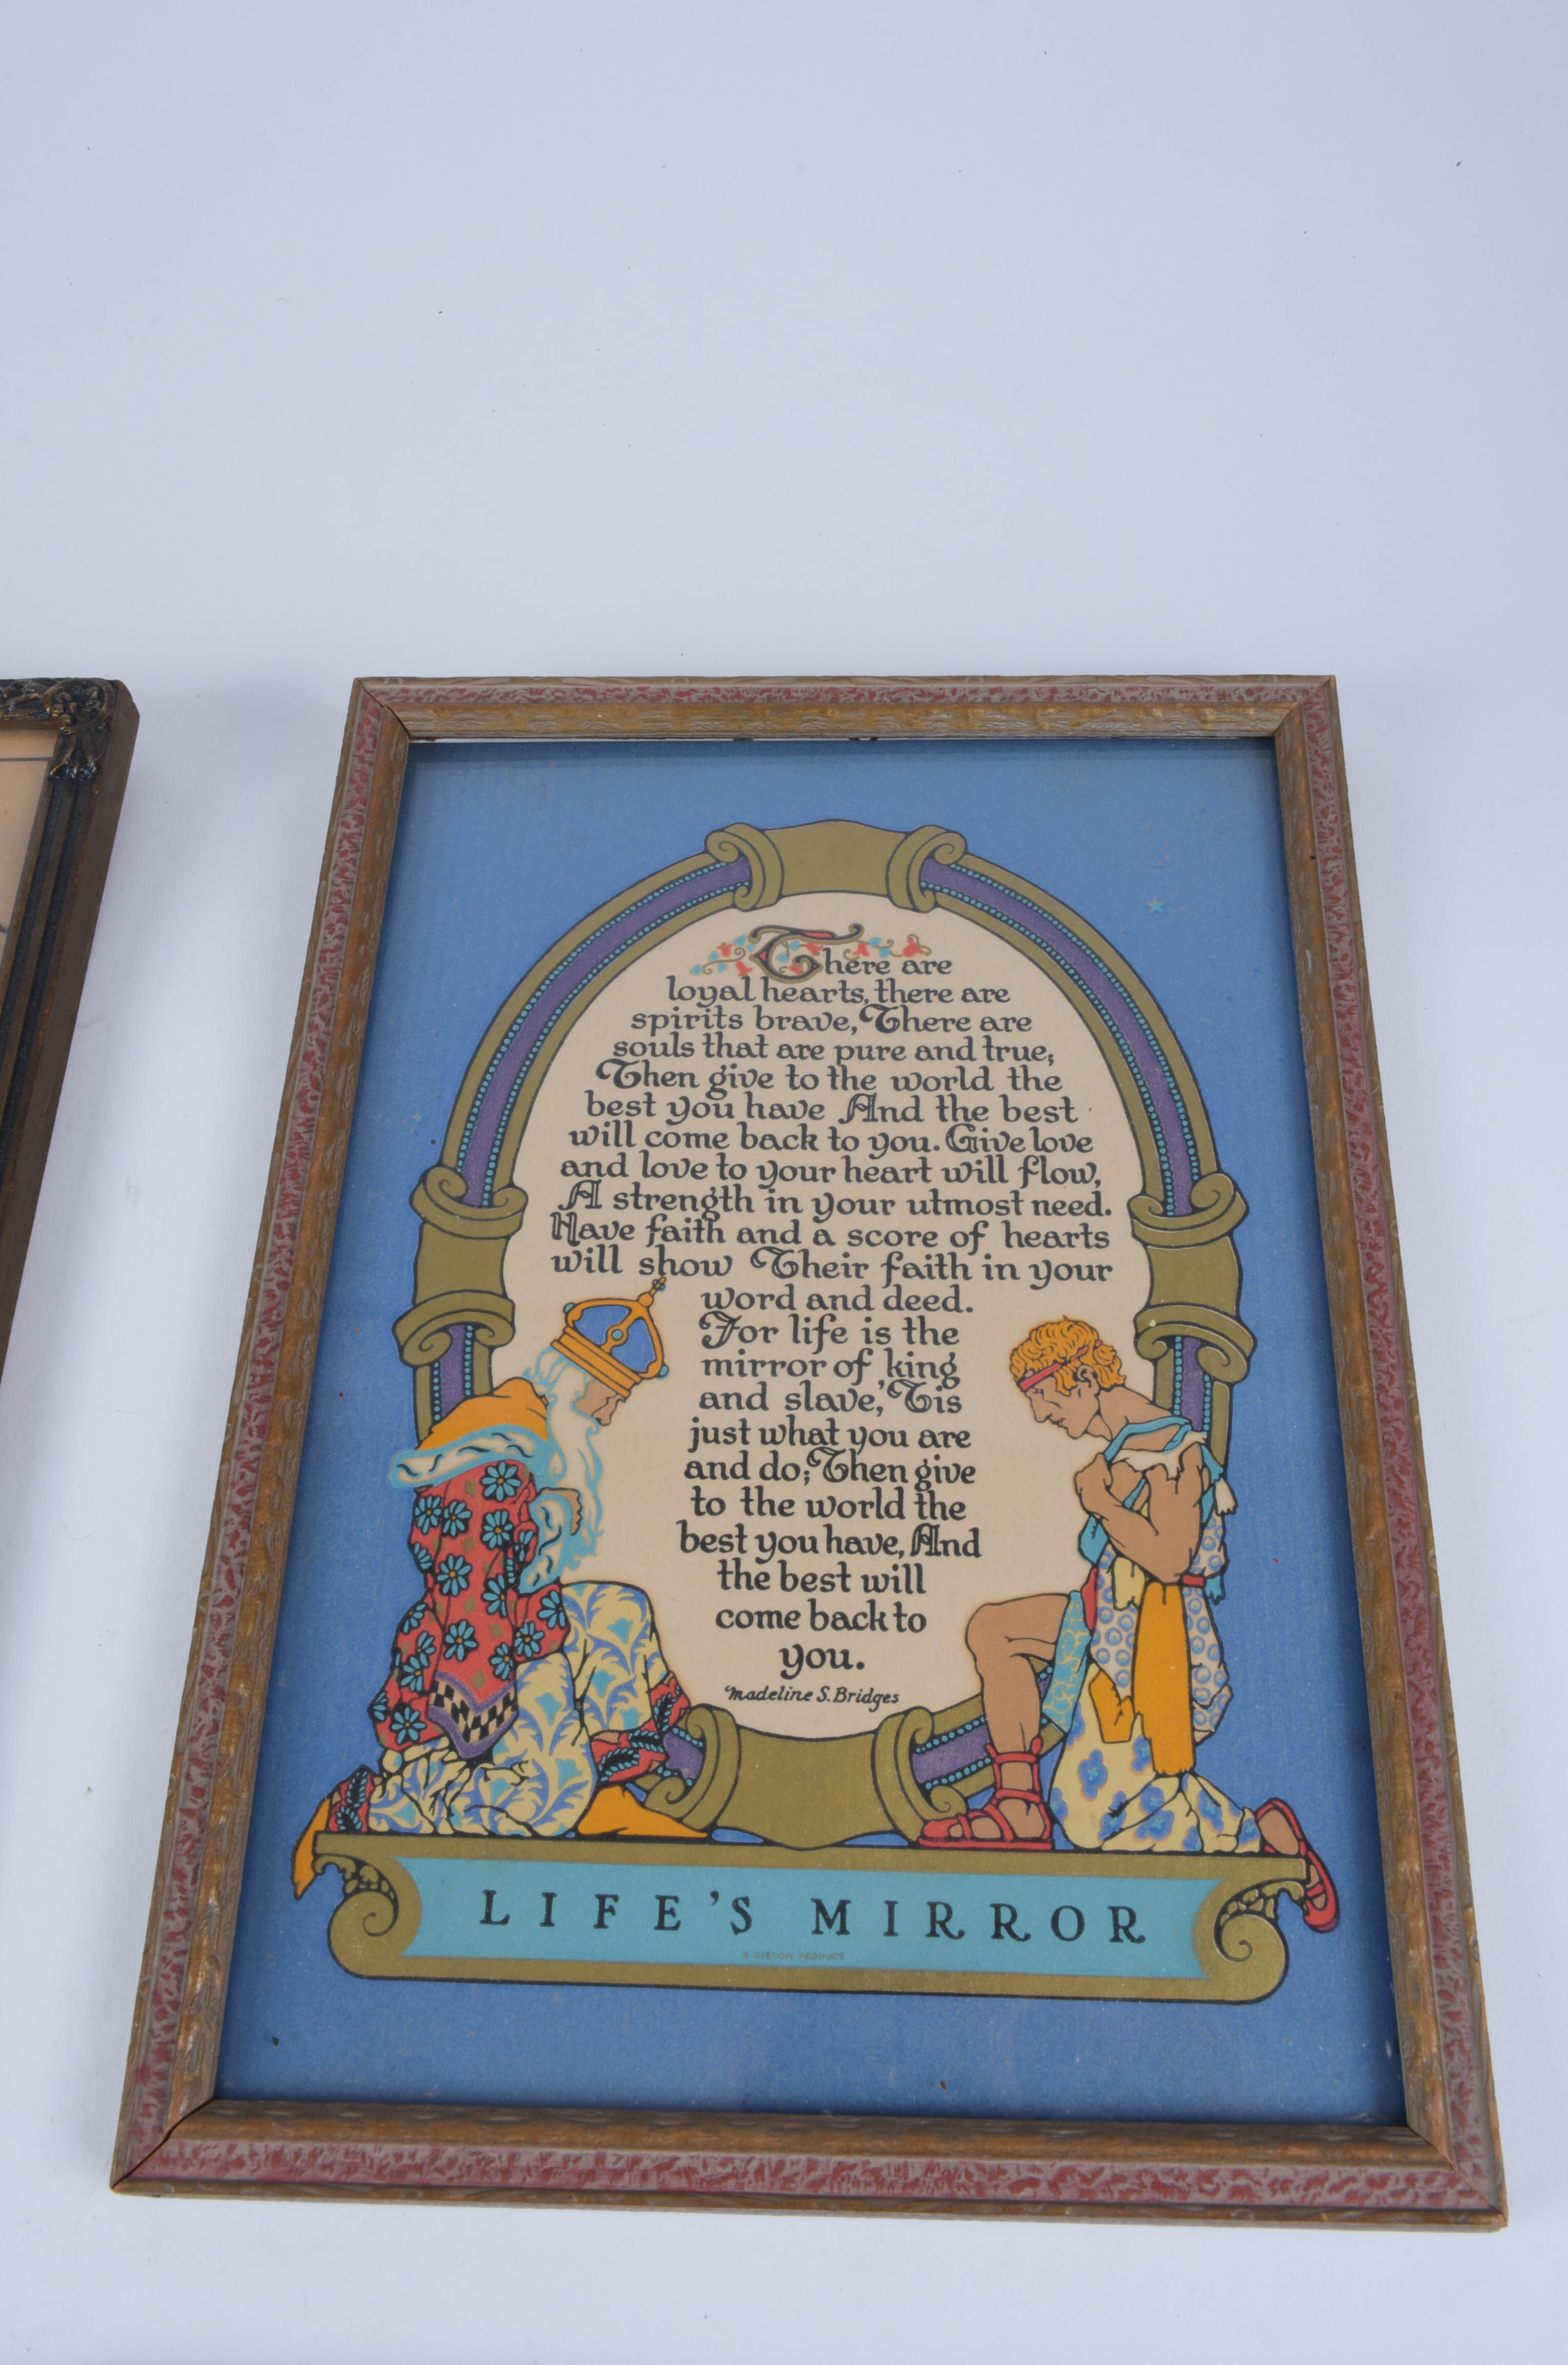 There are
loyal hearts, there are
spirits brave, There are
souls that are pure and true;
Then give to the world the
best you have And the best
will come back to you. Give love
and love to your heart will flow,
A strength in your utmost need.
Have faith and a score of hearts
will show Their faith in your
word and deed.
For life is the
mirror of king
and slave, 'Tis
just what you are
and do; Then give
to the world the
best you have, And
the best will
come back to
you.
Madeline S. Bridges
LIFE'S MIRROR
A GIBSON PRODUCT